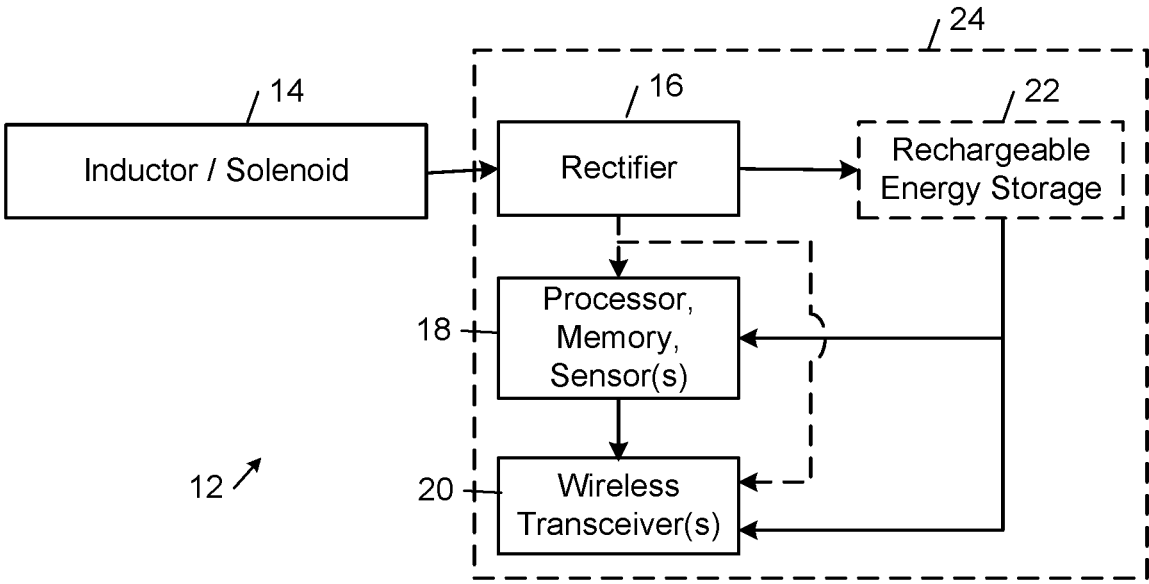 24
14
16
22
Inductor / Solenoid
Rectifier
Rechargeable
Energy Storage
18
Processor,
Memory,
Sensor(s)
12
20
Wireless
Transceiver(s)